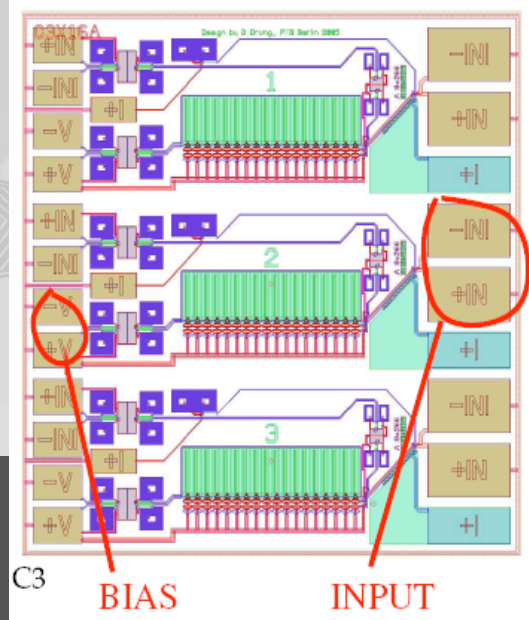 C3X16A
Design by D Drung, PTB Berlin 2005
+IN
-IN
+I
-V
+V
1
-IN
+IN
+I
+IN
-IN
+I
-V
+V
2
-IN
+IN
+I
+IN
-IN
+I
-V
+V
3
-IN
+IN
+I
C3
BIAS
INPUT